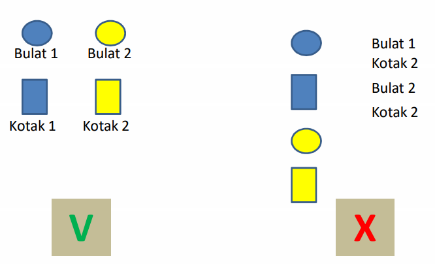 Bulat 1 Bulat 2
Kotak 1 Kotak 2
V
Bulat 1
Kotak 2
Bulat 2
Kotak 2
X